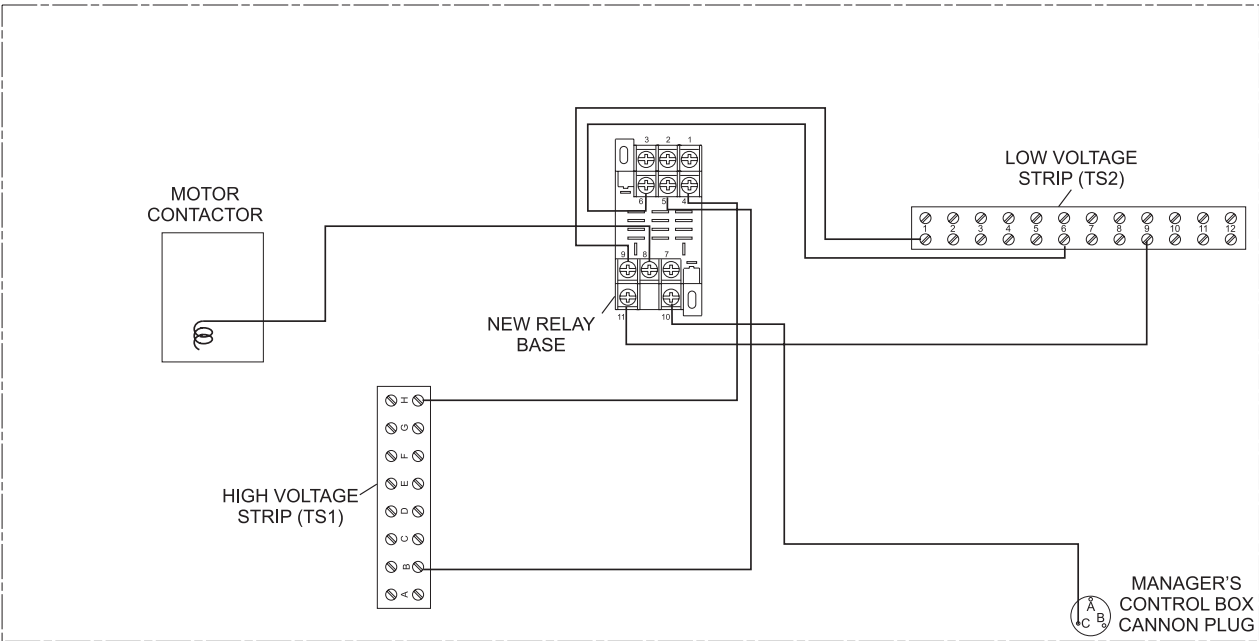 3 2 1
LOW VOLTAGE
STRIP (TS2)
MOTOR
CONTACTOR
6 5 4
1 2 3 4 5 6 7 8 9 10 11 12
9 8 7
NEW RELAY
BASE
11 10
H
G
F
E
D
C
B
A
HIGH VOLTAGE
STRIP (TS1)
A
B
C
MANAGER'S
CONTROL BOX
CANNON PLUG